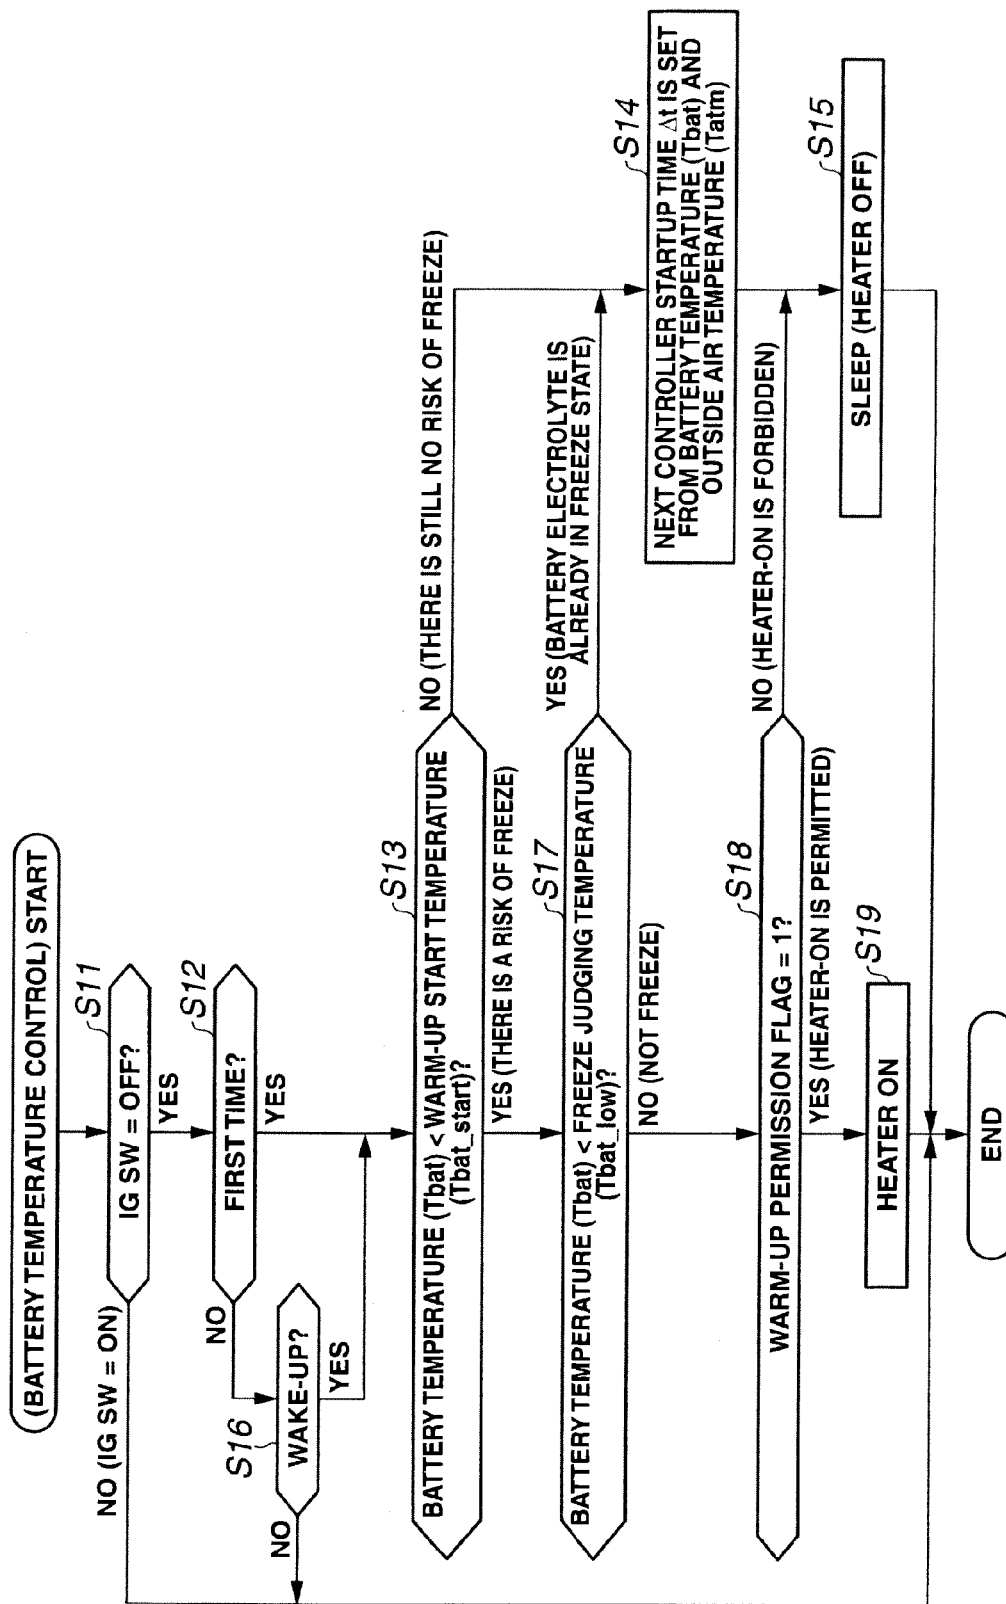 (BATTERY TEMPERATURE CONTROL) START
S11
IG SW = OFF?
NO (IG SW = ON)
YES
S12
FIRST TIME?
NO
YES
S16
WAKE-UP?
NO
YES
S13
BATTERY TEMPERATURE (Tbat) < WARM-UP START TEMPERATURE
(Tbat_start)?
NO (THERE IS STILL NO RISK OF FREEZE)
YES (THERE IS A RISK OF FREEZE)
S17
BATTERY TEMPERATURE (Tbat) < FREEZE JUDGING TEMPERATURE
(Tbat_low)?
YES (BATTERY ELECTROLYTE IS
ALREADY IN FREEZE STATE)
NO (NOT FREEZE)
S14
NEXT CONTROLLER STARTUP TIME Δt IS SET
FROM BATTERY TEMPERATURE (Tbat) AND
OUTSIDE AIR TEMPERATURE (Tatm)
S18
WARM-UP PERMISSION FLAG = 1?
NO (HEATER-ON IS FORBIDDEN)
YES (HEATER-ON IS PERMITTED)
S15
SLEEP (HEATER OFF)
S19
HEATER ON
END